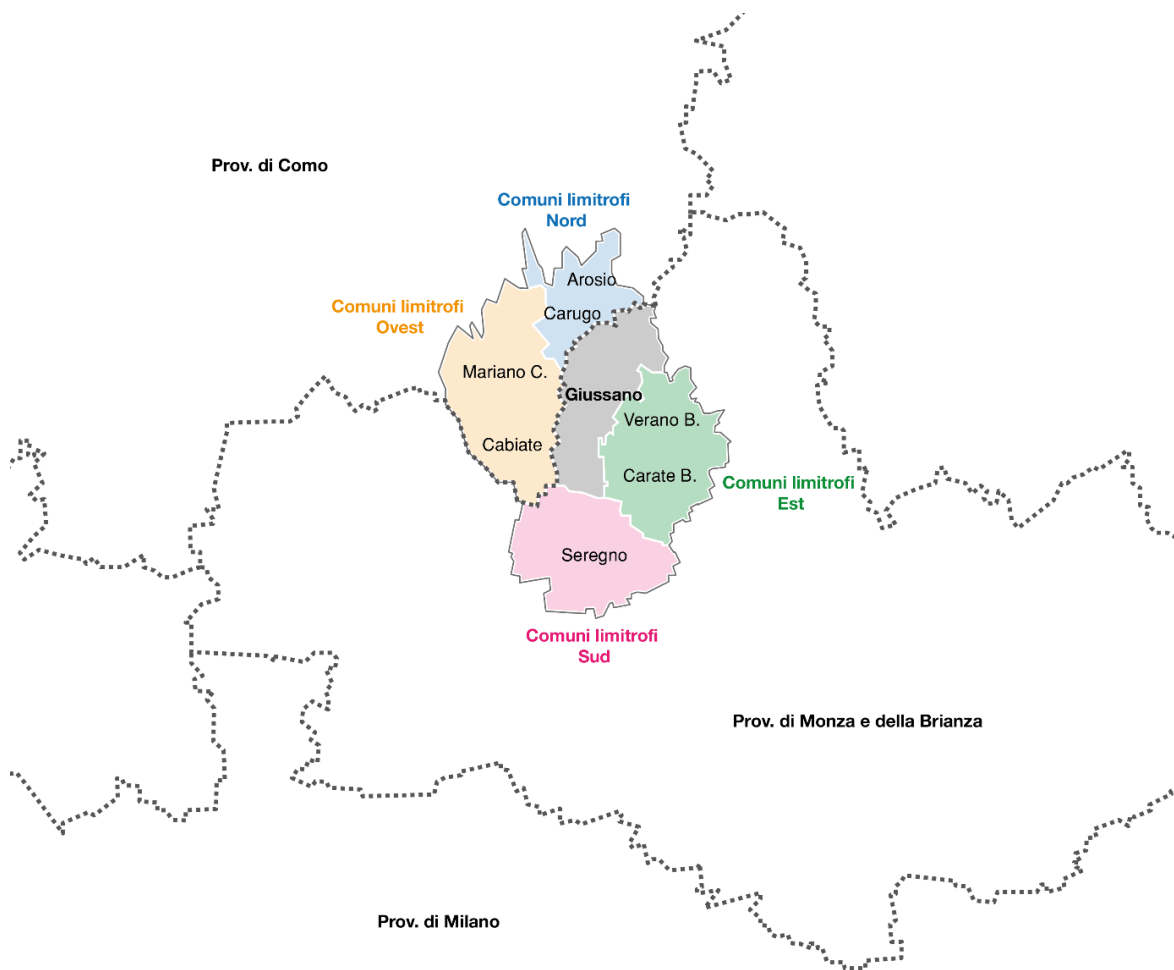 Prov. di Como
Comuni limitrofi
Nord
Arosio
Comuni limitrofi
Ovest
Carugo
Mariano C.
Giussano
Verano B.
Cabiate
Carate B.
Comuni limitrofi
Est
Seregno
Comuni limitrofi
Sud
Prov. di Monza e della Brianza
Prov. di Milano